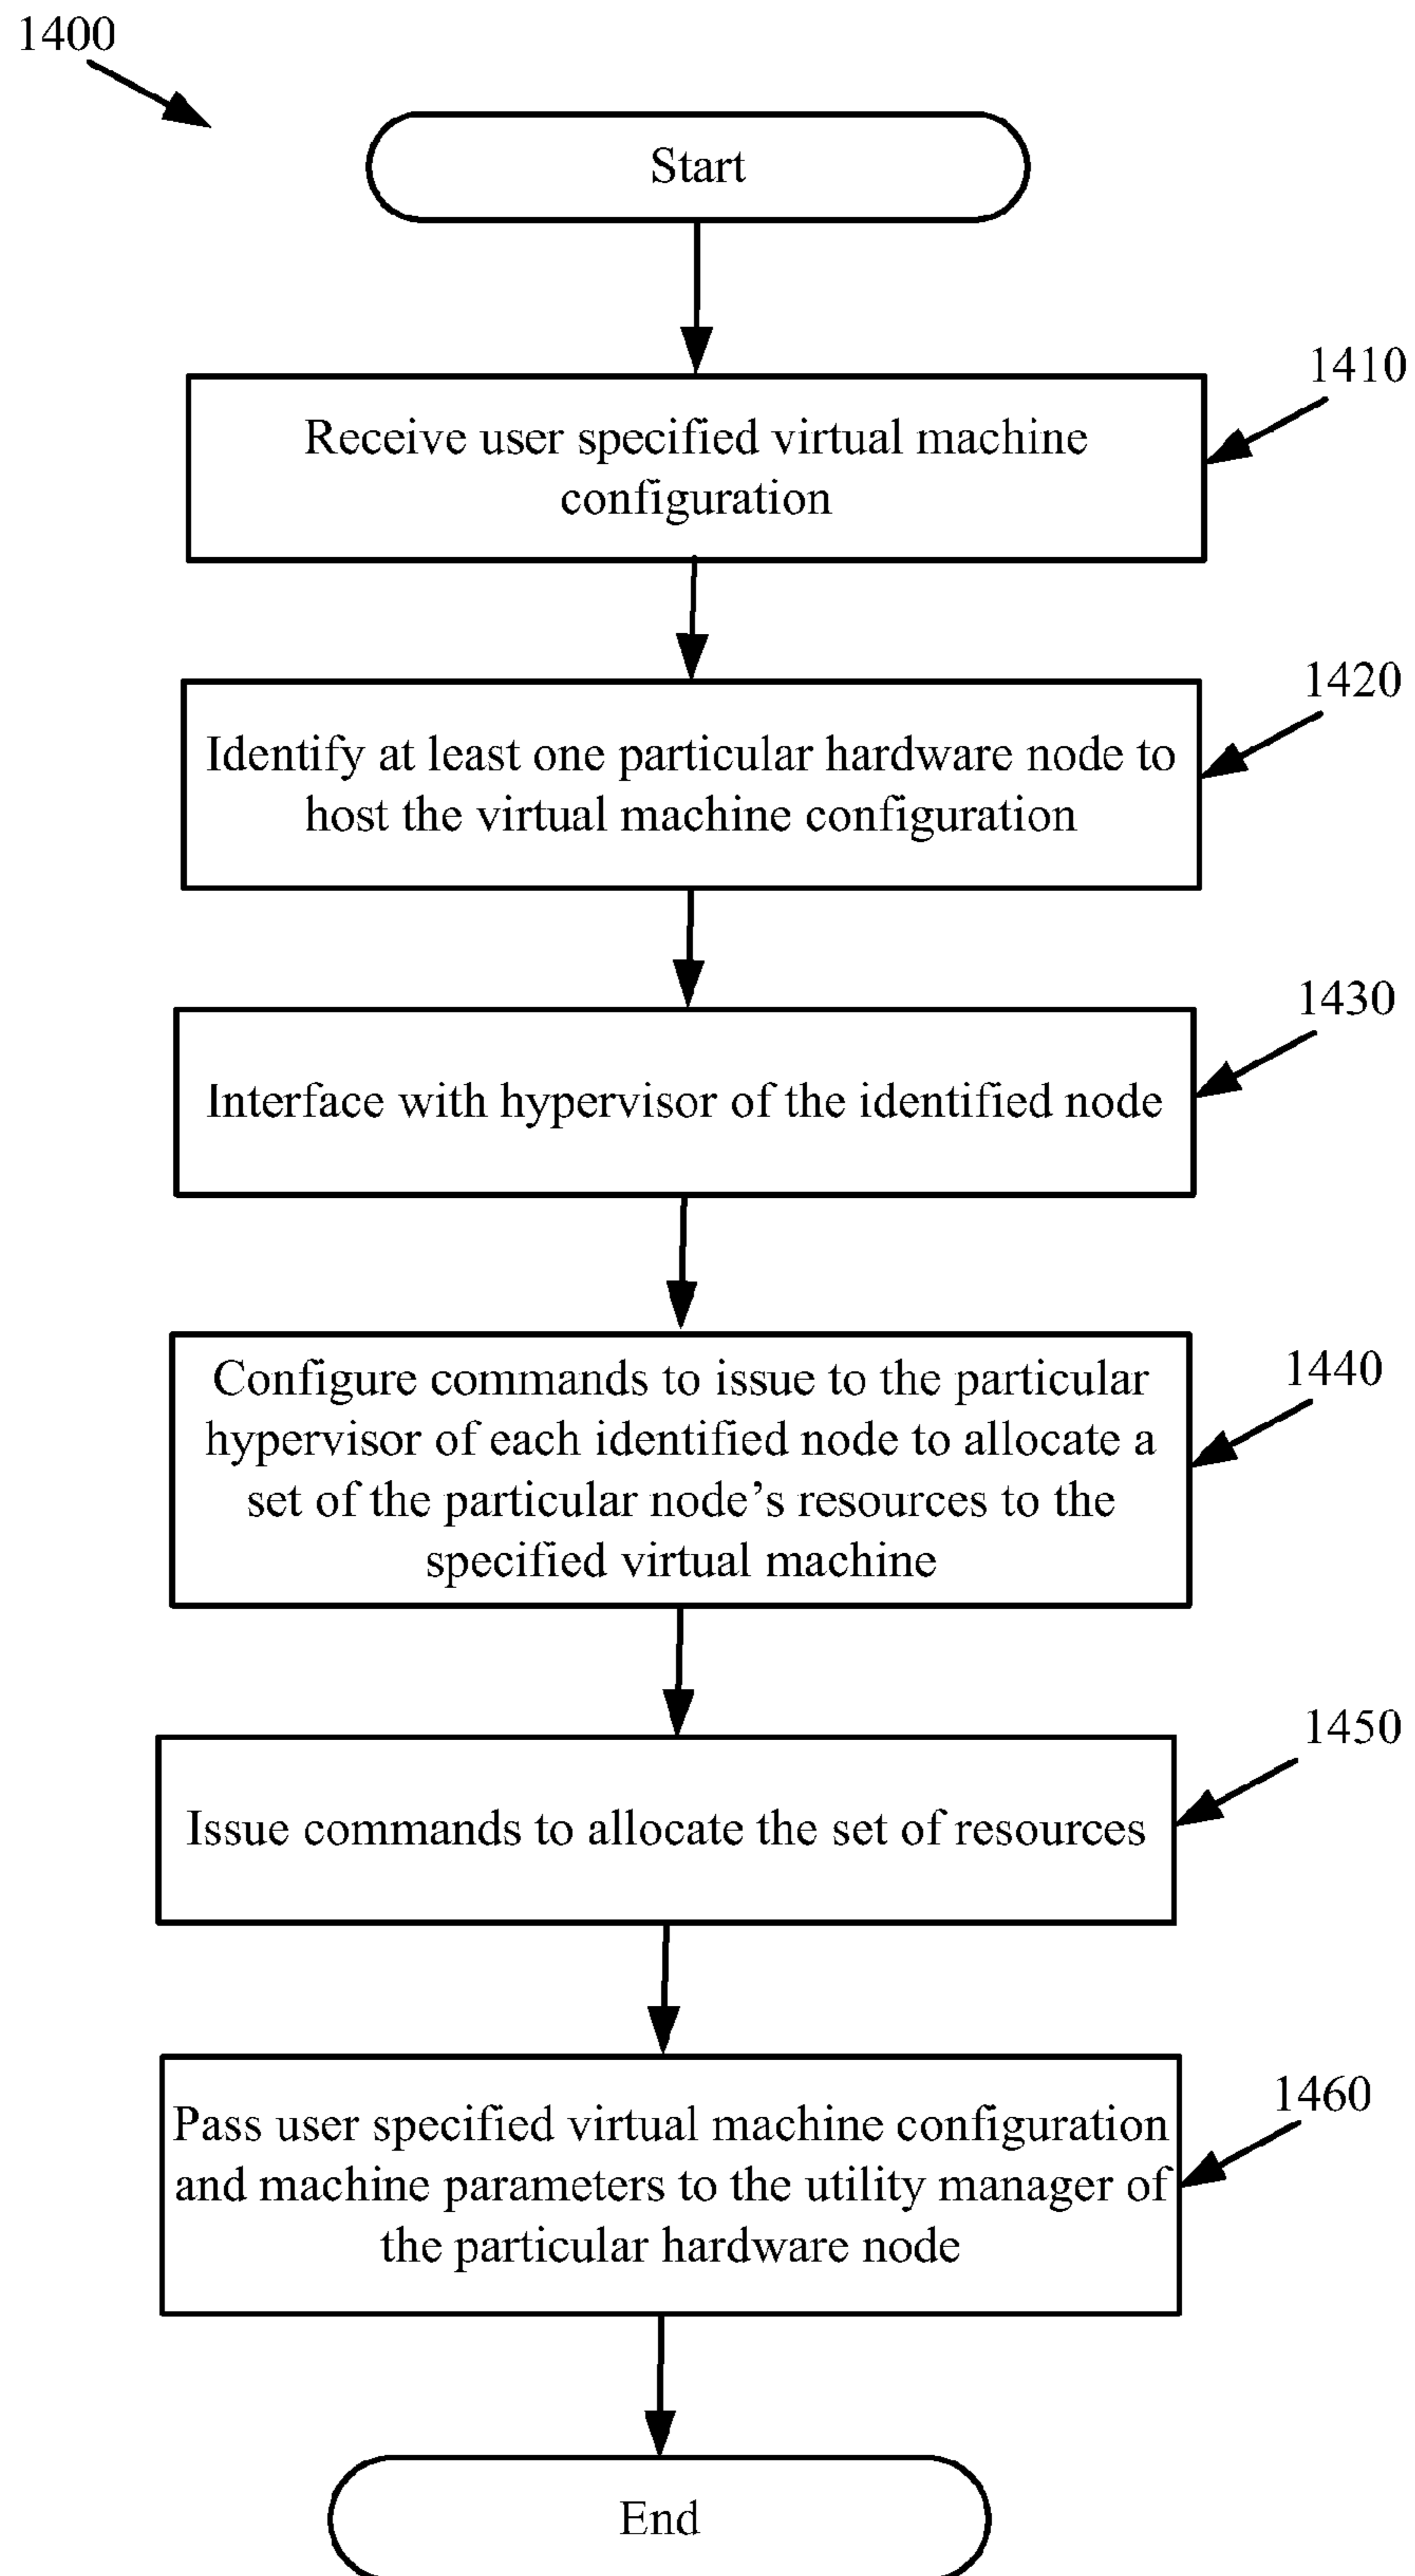 1400
Start
1410
Receive user specified virtual machine
configuration
1420
Identify at least one particular hardware node to
host the virtual machine configuration
1430
Interface with hypervisor of the identified node
1440
Configure commands to issue to the particular
hypervisor of each identified node to allocate a
set of the particular node’s resources to the
specified virtual machine
1450
Issue commands to allocate the set of resources
1460
Pass user specified virtual machine configuration
and machine parameters to the utility manager of
the particular hardware node
End